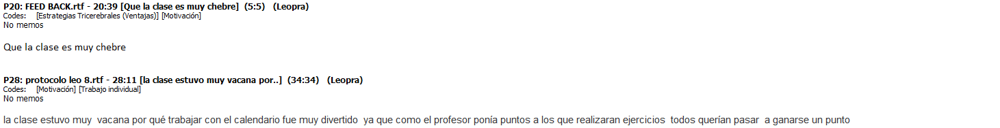 P20: FEED BACK.rtf - 20:39 [Que la clase es muy chebre] (5:5) (Leopra)
Codes: [Estrategias Tricerebrales (Ventajas)] [Motivación]
No memos
Que la clase es muy chebre
P28: protocolo leo 8.rtf - 28:11 [la clase estuvo muy vacana por..] (34:34) (Leopra)
Codes: [Motivación] [Trabajo individual]
No memos
la clase estuvo muy vacana por qué trabajar con el calendario fue muy divertido ya que como el profesor ponía puntos a los que realizaran ejercicios todos querían pasar a ganarse un punto